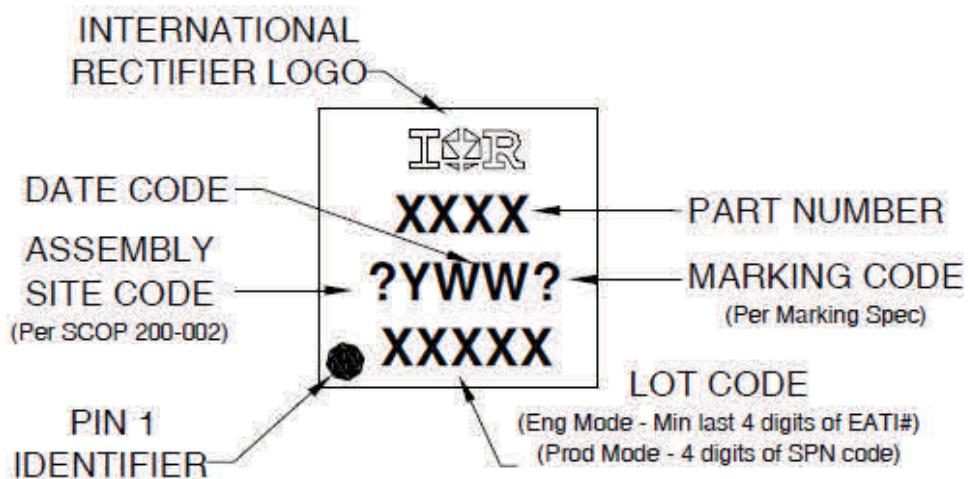 INTERNATIONAL
RECTIFIER LOGO
IOR
DATE CODE
XXXX
PART NUMBER
ASSEMBLY
SITE CODE
(Per SCOP 200-002)
?YWW?
MARKING CODE
(Per Marking Spec)
XXXXX
LOT CODE
(Eng Mode - Min last 4 digits of EATI#)
(Prod Mode - 4 digits of SPN code)
PIN 1
IDENTIFIER